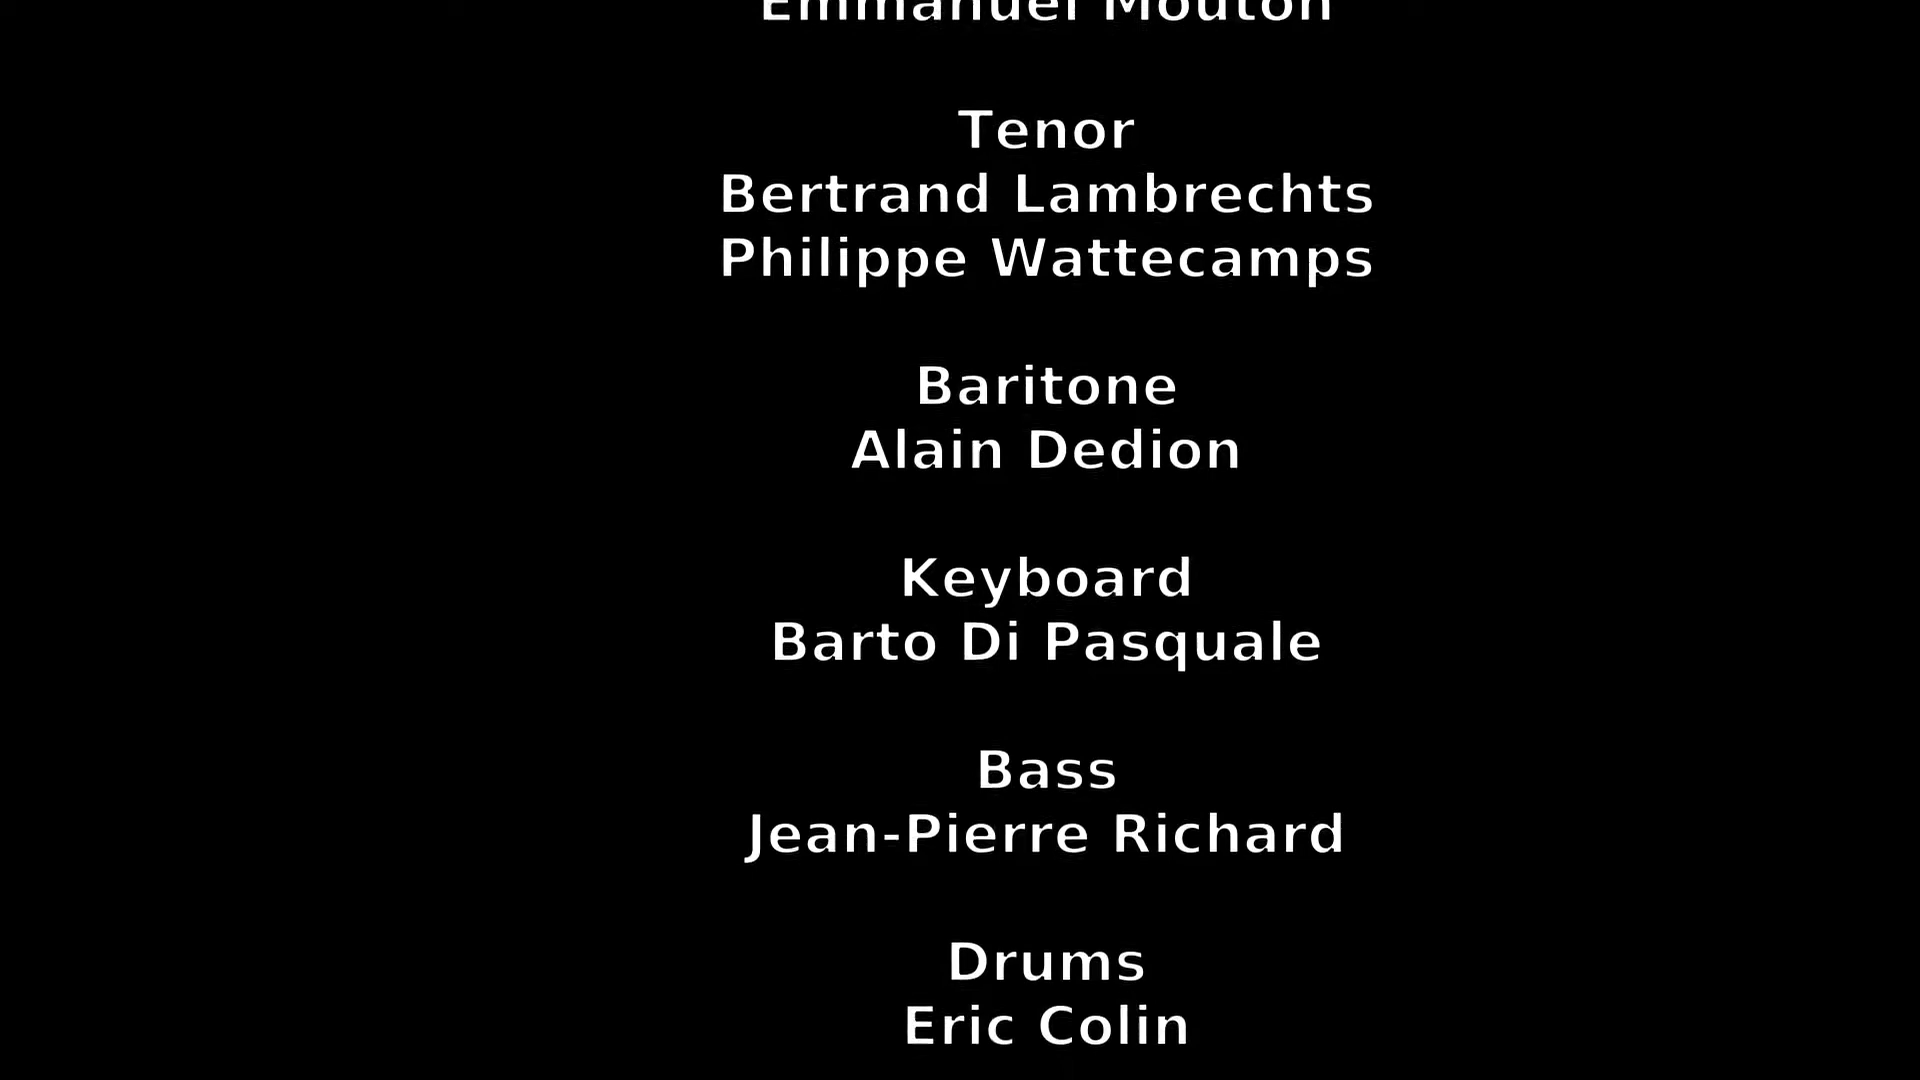 Emmanuel Mouton
Tenor
Bertrand Lambrechts
Philippe Wattecamps
Baritone
Alain Dedion
Keyboard
Barto Di Pasquale
Bass
Jean-Pierre Richard
Drums
Eric Colin